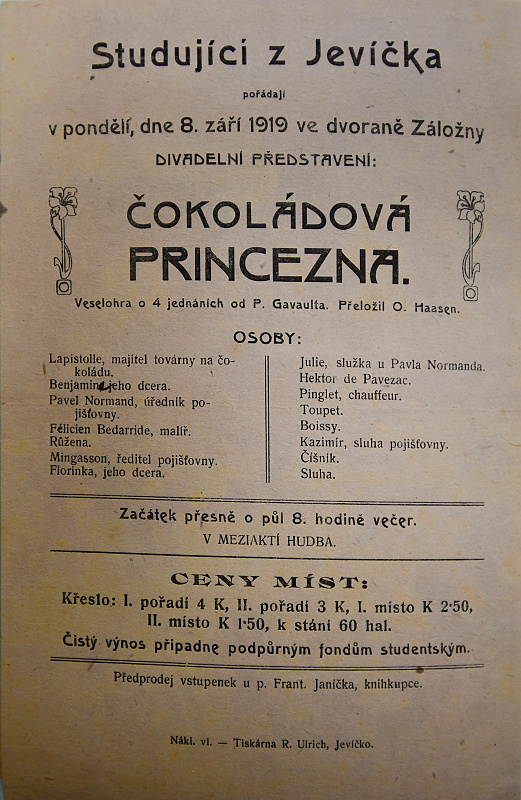 Studující z Jevíčka
pořádají
v pondělí, dne 8. září 1919 ve dvoraně Záložny
DIVADELNÍ PŘEDSTAVENÍ:
ČOKOLÁDOVÁ
PRINCEZNA.
Veselohra o 4 jednáních od P. Gavaulta. Přeložil O. Haasen.
OSOBY:
Lapistolle, majitel továrny na čo-
koládu.
Benjamine jeho dcera.
Pavel Normand, úředník po-
jišťovny.
Félicien Bedarride, malíř.
Růžena.
Mingasson, ředitel pojišťovny.
Florinka, jeho dcera.
Julie, služka u Pavla Normanda.
Hektor de Pavezac.
Pinglet, chauffeur.
Toupet.
Boissy.
Kazimír, sluha pojišťovny.
Číšník.
Sluha.
Začátek přesně o půl 8. hodině večer.
V MEZIAKTÍ HUDBA.
CENY MÍST:
Křeslo: I. pořadí 4 K, II. pořadí 3 K, I. místo K 2·50,
II. místo K 1·50, k stání 60 hal.
Čistý výnos připadne podpůrným fondům studentským.
Předprodej vstupenek u p. Frant. Janíčka, knihkupce.
Nákl. vl. — Tiskárna R. Ulrich, Jevíčko.